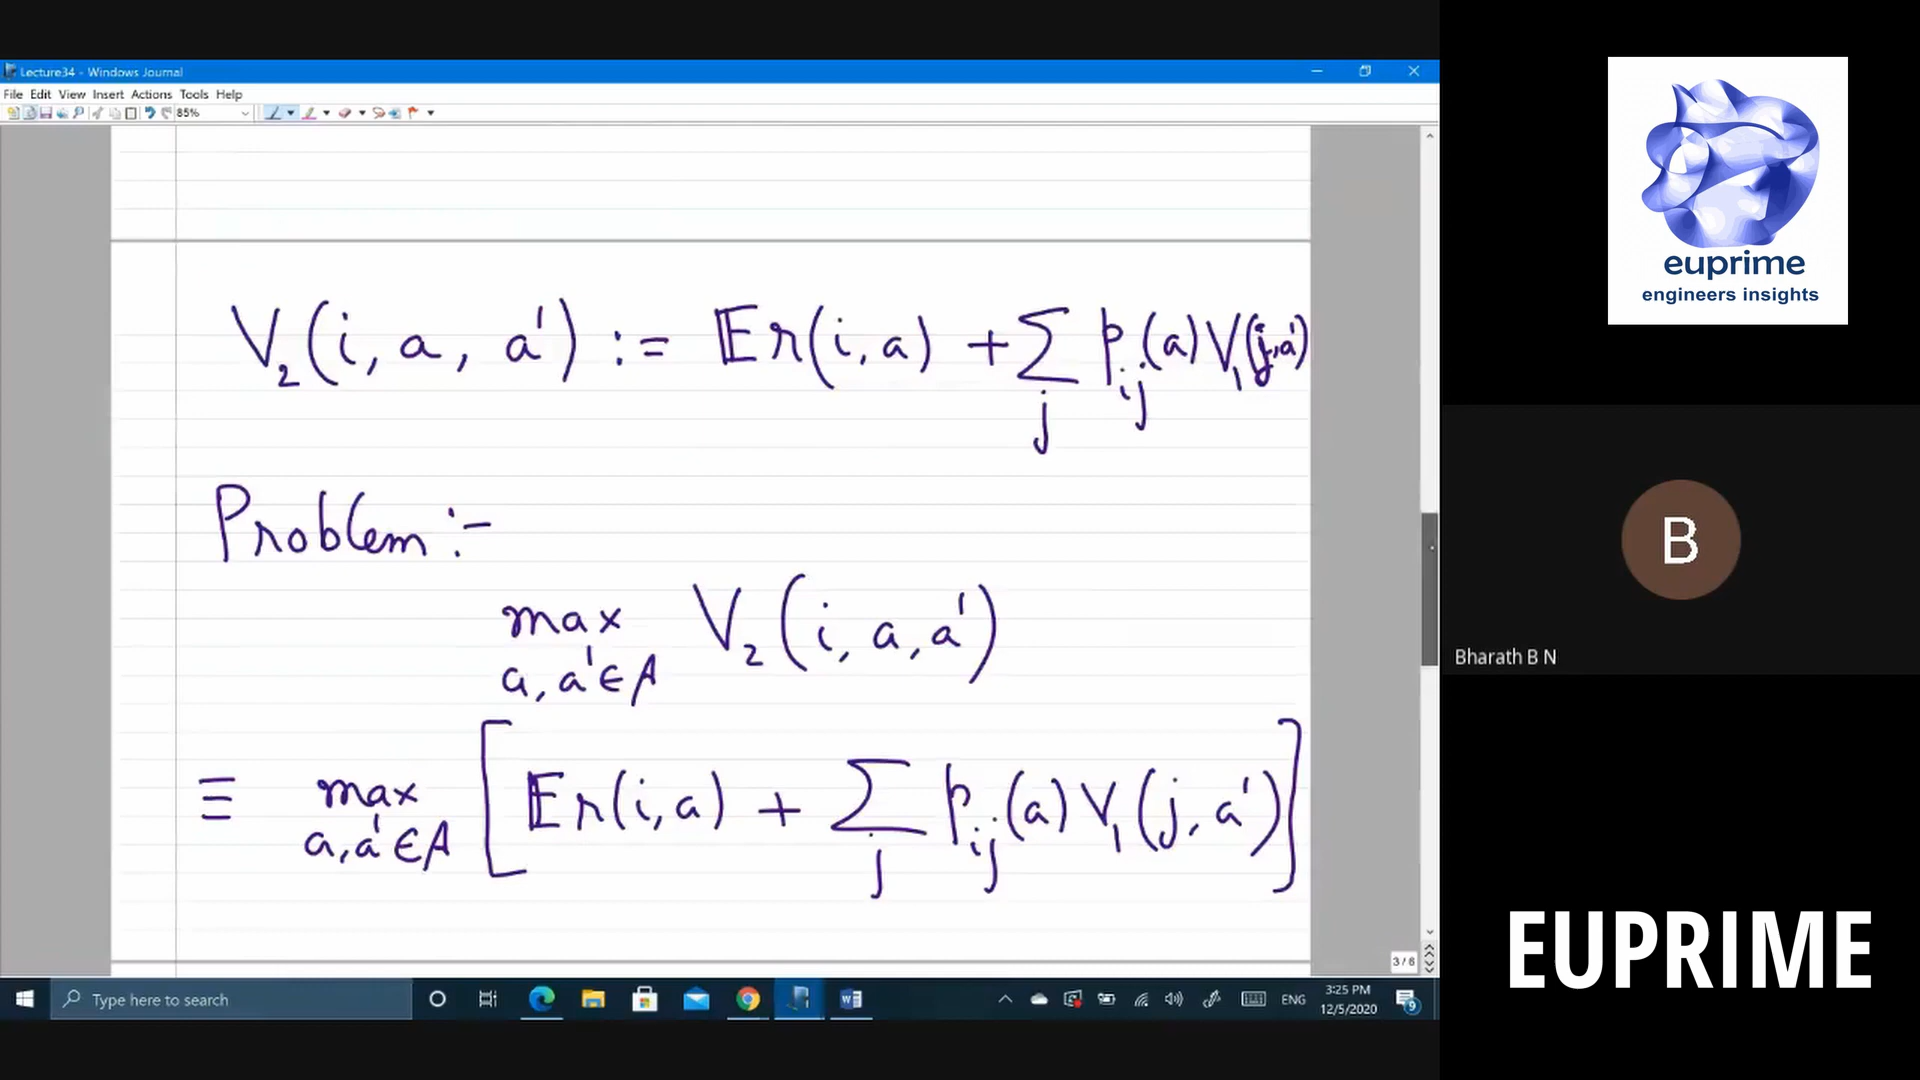 Lecture34 - Windows Journal
File Edit View Insert Actions Tools Help
85%
V₂(i, a, a') := 𝔼r(i,a) + Σ_j p_ij(a) V₁(j,a')
Problem :-
max_{a, a' ∈ A} V₂(i, a, a')
≡ max_{a,a' ∈ A} [𝔼r(i,a) + Σ_j p_ij(a) V₁(j, a')]
3 / 6
Type here to search
ENG
3:25 PM
12/5/2020
9
euprime
engineers insights
B
Bharath B N
EUPRIME